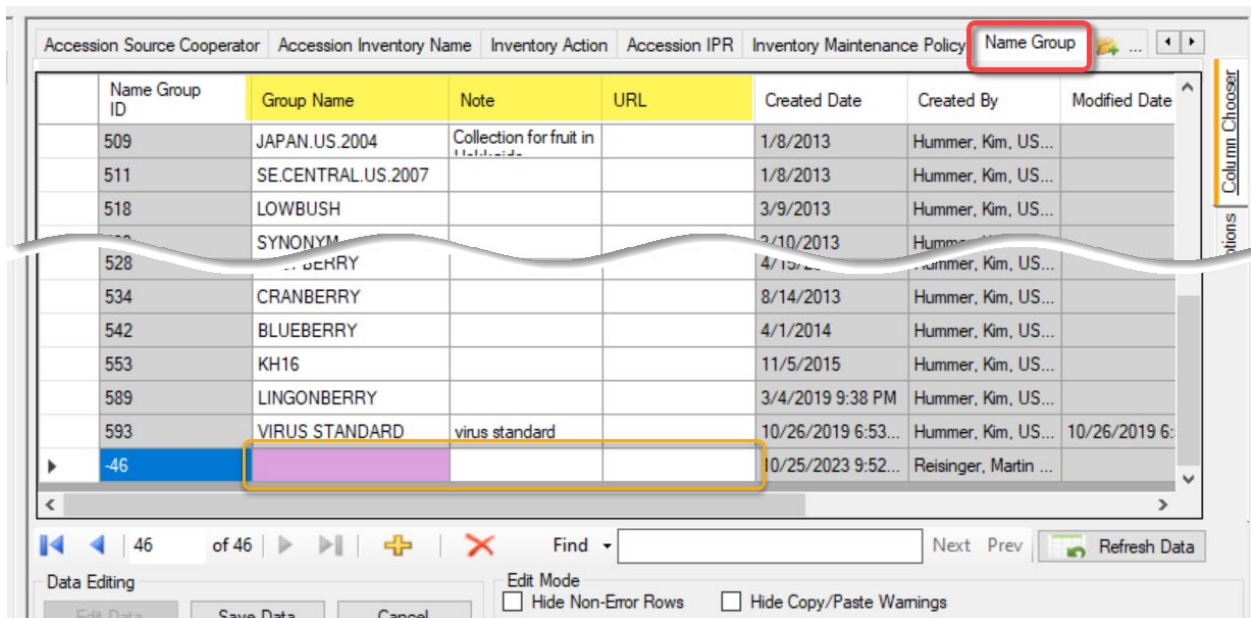 Accession Source Cooperator Accession Inventory Name Inventory Action Accession IPR Inventory Maintenance Policy Name Group ...
Name Group ID Group Name Note URL Created Date Created By Modified Date
509 JAPAN.US.2004 Collection for fruit in 1/8/2013 Hummer, Kim, US...
511 SE.CENTRAL.US.2007 1/8/2013 Hummer, Kim, US...
518 LOWBUSH 3/9/2013 Hummer, Kim, US...
SYNONYM
528
534 CRANBERRY 8/14/2013 Hummer, Kim, US...
542 BLUEBERRY 4/1/2014 Hummer, Kim, US...
553 KH16 11/5/2015 Hummer, Kim, US...
589 LINGONBERRY 3/4/2019 9:38 PM Hummer, Kim, US...
593 VIRUS STANDARD virus standard 10/26/2019 6:53... Hummer, Kim, US... 10/26/2019 6:
-46 10/25/2023 9:52... Reisinger, Martin ...
Column Chooser
46 of 46 Find Next Prev Refresh Data
Data Editing Edit Mode
Edit Data Save Data Cancel Hide Non-Error Rows Hide Copy/Paste Warnings